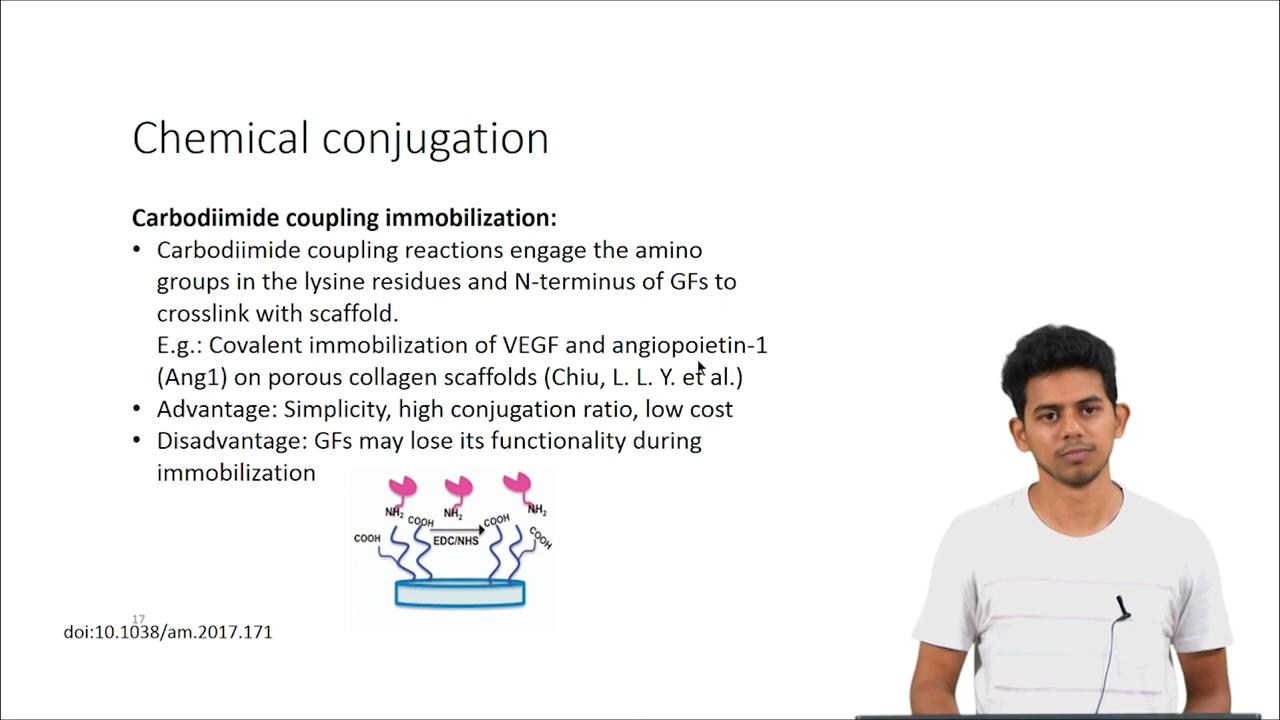 Chemical conjugation
Carbodiimide coupling immobilization:
• Carbodiimide coupling reactions engage the amino
groups in the lysine residues and N-terminus of GFs to
crosslink with scaffold.
E.g.: Covalent immobilization of VEGF and angiopoietin-1
(Ang1) on porous collagen scaffolds (Chiu, L. L. Y. et al.)
• Advantage: Simplicity, high conjugation ratio, low cost
• Disadvantage: GFs may lose its functionality during
immobilization
NH2 NH2 NH2
COOH COOH
COOH EDC/NHS COOH
17
doi:10.1038/am.2017.171